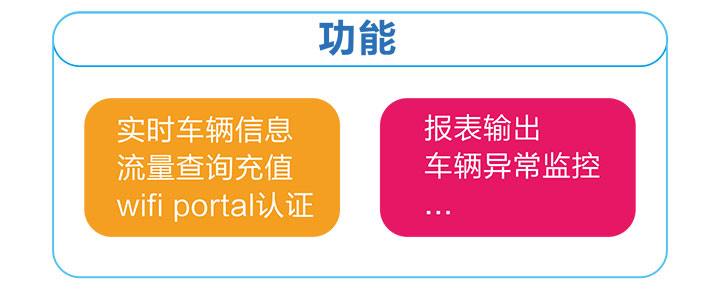 功能
实时车辆信息
流量查询充值
wifi portal认证
报表输出
车辆异常监控
...